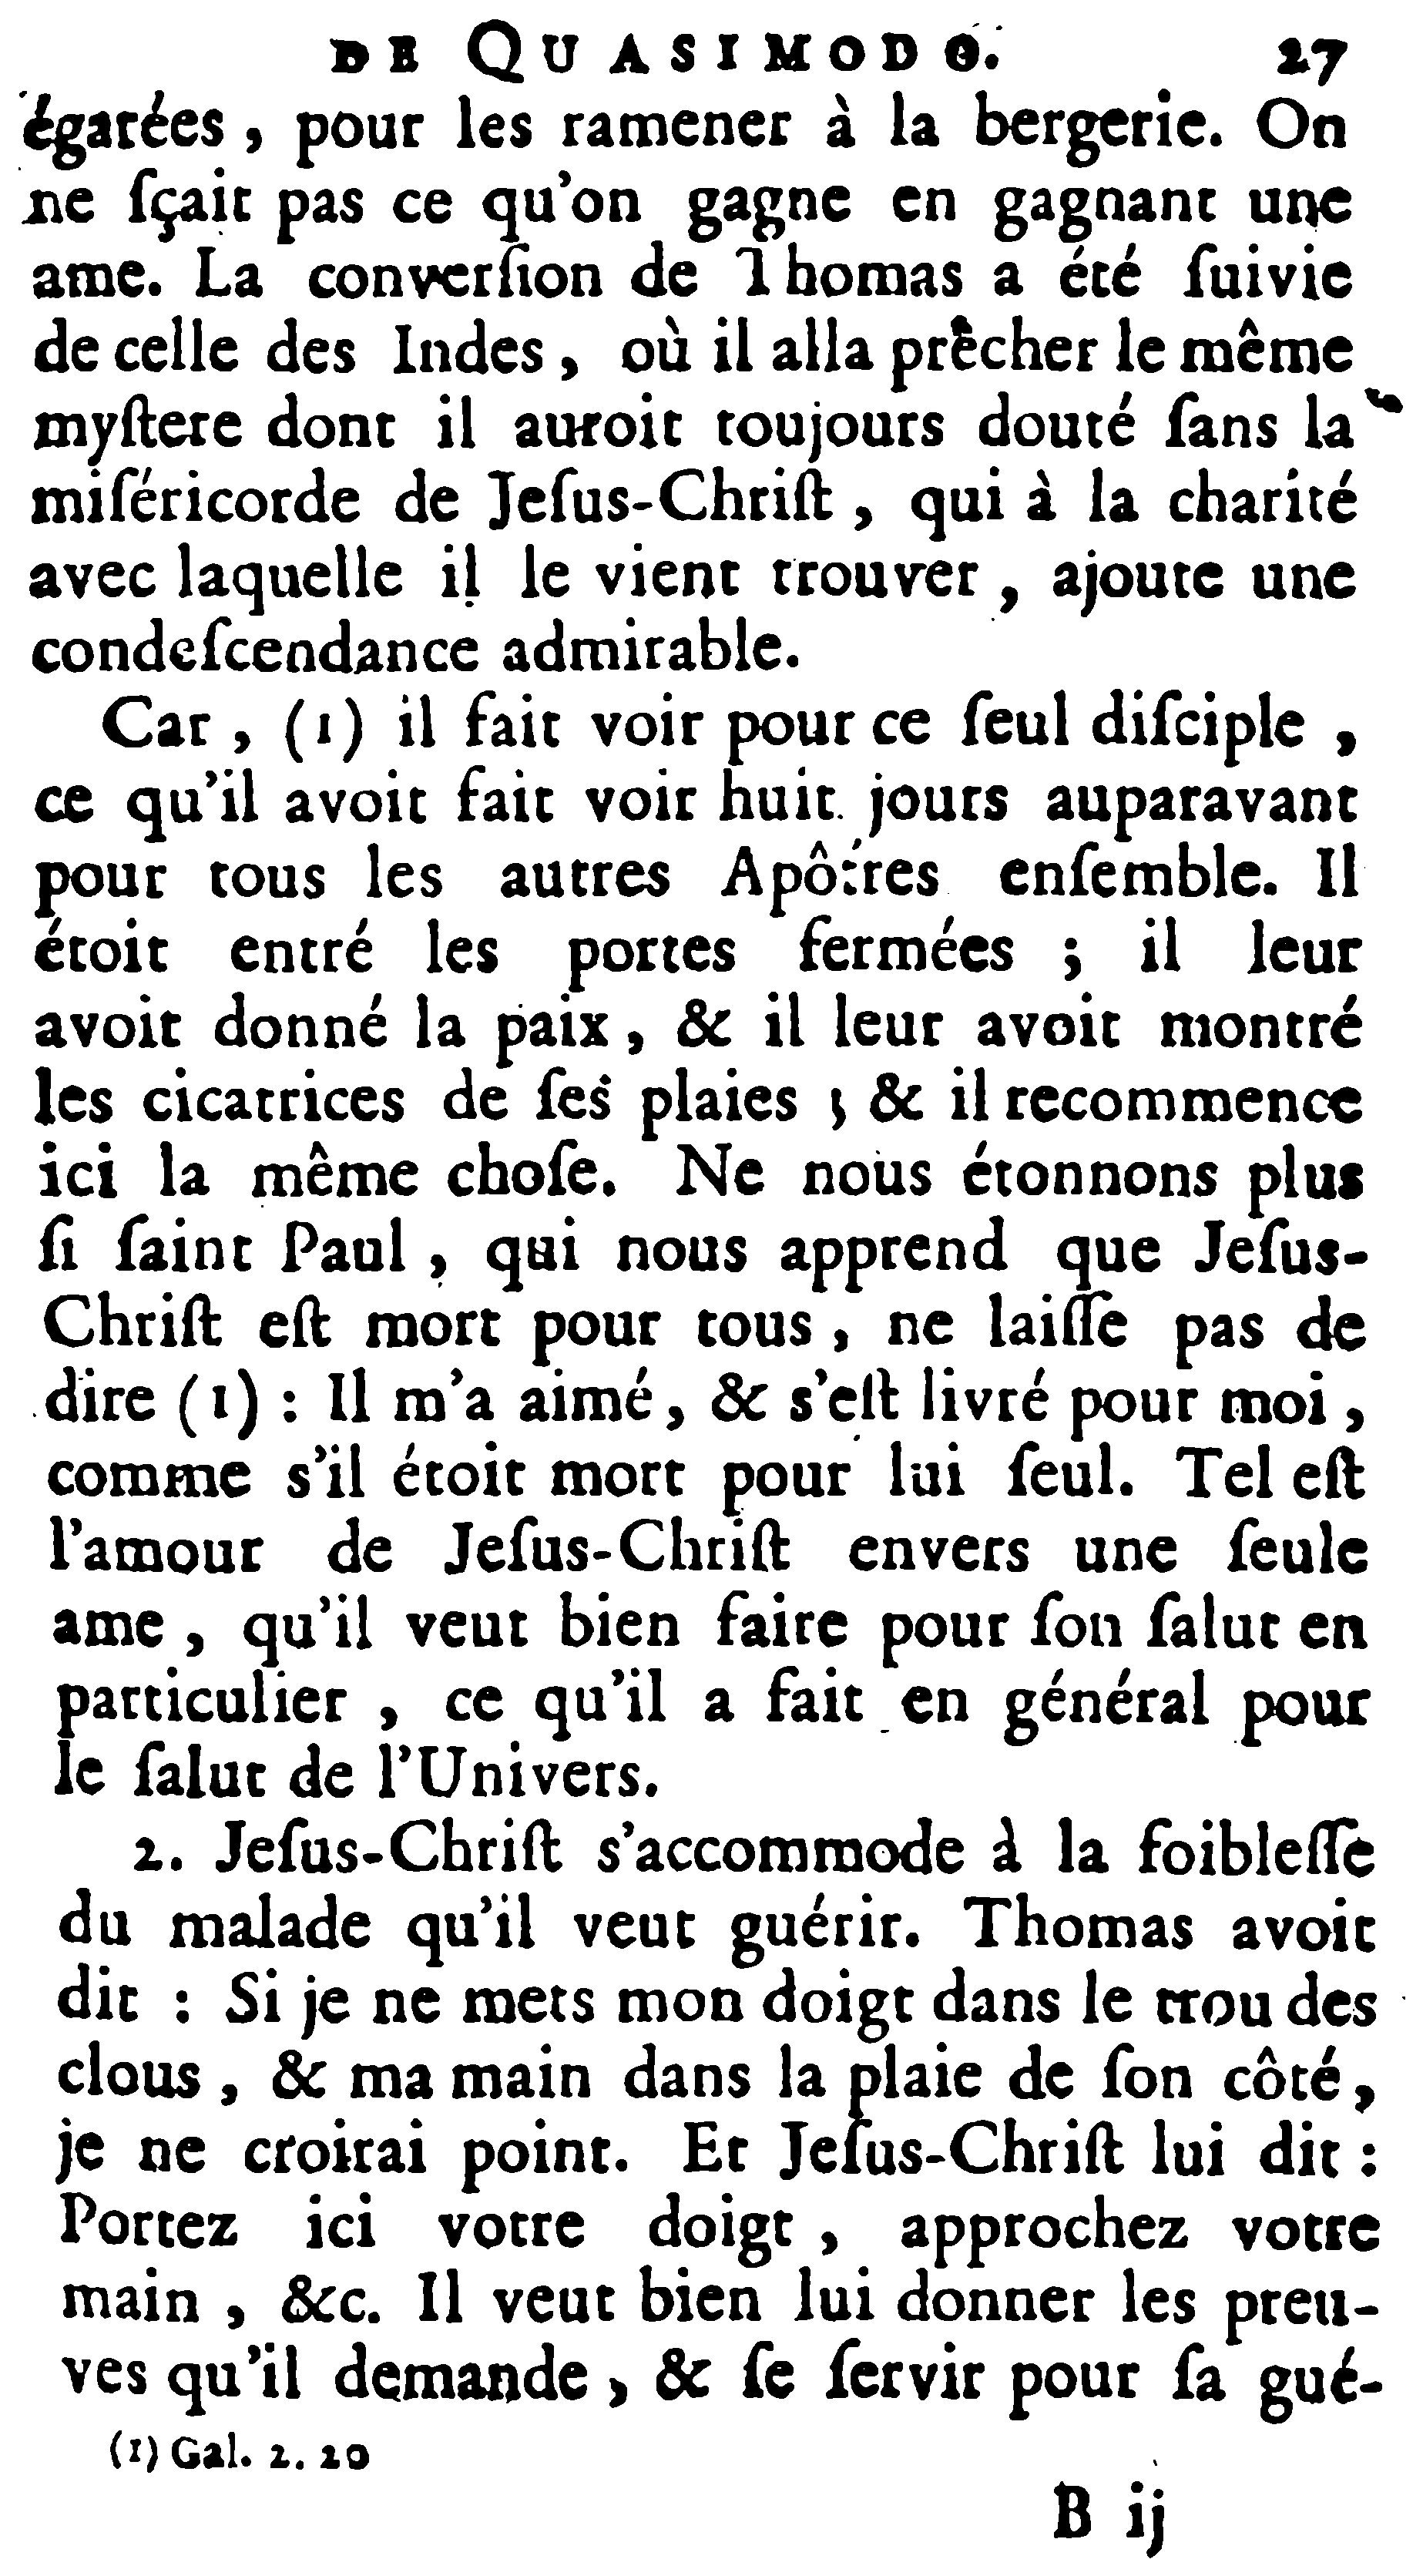 DE QUASIMODO. 27
égarées, pour les ramener à la bergerie. On
ne ſçait pas ce qu'on gagne en gagnant une
ame. La converſion de Thomas a été ſuivie
de celle des Indes, où il alla prêcher le même
myſtere dont il auroit toujours douté ſans la
miſéricorde de Jeſus-Chriſt, qui à la charité
avec laquelle il le vient trouver, ajoute une
condeſcendance admirable.
Car, (1) il fait voir pour ce ſeul diſciple,
ce qu'il avoit fait voir huit jours auparavant
pour tous les autres Apôtres enſemble. Il
étoit entré les portes fermées ; il leur
avoit donné la paix, & il leur avoit montré
les cicatrices de ſes plaies ; & il recommence
ici la même choſe. Ne nous étonnons plus
ſi ſaint Paul, qui nous apprend que Jeſus-
Chriſt eſt mort pour tous, ne laiſſe pas de
dire (1) : Il m'a aimé, & s'eſt livré pour moi,
comme s'il étoit mort pour lui ſeul. Tel eſt
l'amour de Jeſus-Chriſt envers une ſeule
ame, qu'il veut bien faire pour ſon ſalut en
particulier, ce qu'il a fait en général pour
le ſalut de l'Univers.
2. Jeſus-Chriſt s'accommode à la foibleſſe
du malade qu'il veut guérir. Thomas avoit
dit : Si je ne mets mon doigt dans le trou des
clous, & ma main dans la plaie de ſon côté,
je ne croirai point. Et Jeſus-Chriſt lui dit :
Portez ici votre doigt, approchez votre
main, &c. Il veut bien lui donner les preu-
ves qu'il demande, & ſe ſervir pour ſa gué-
(1) Gal. 2. 20
B ij